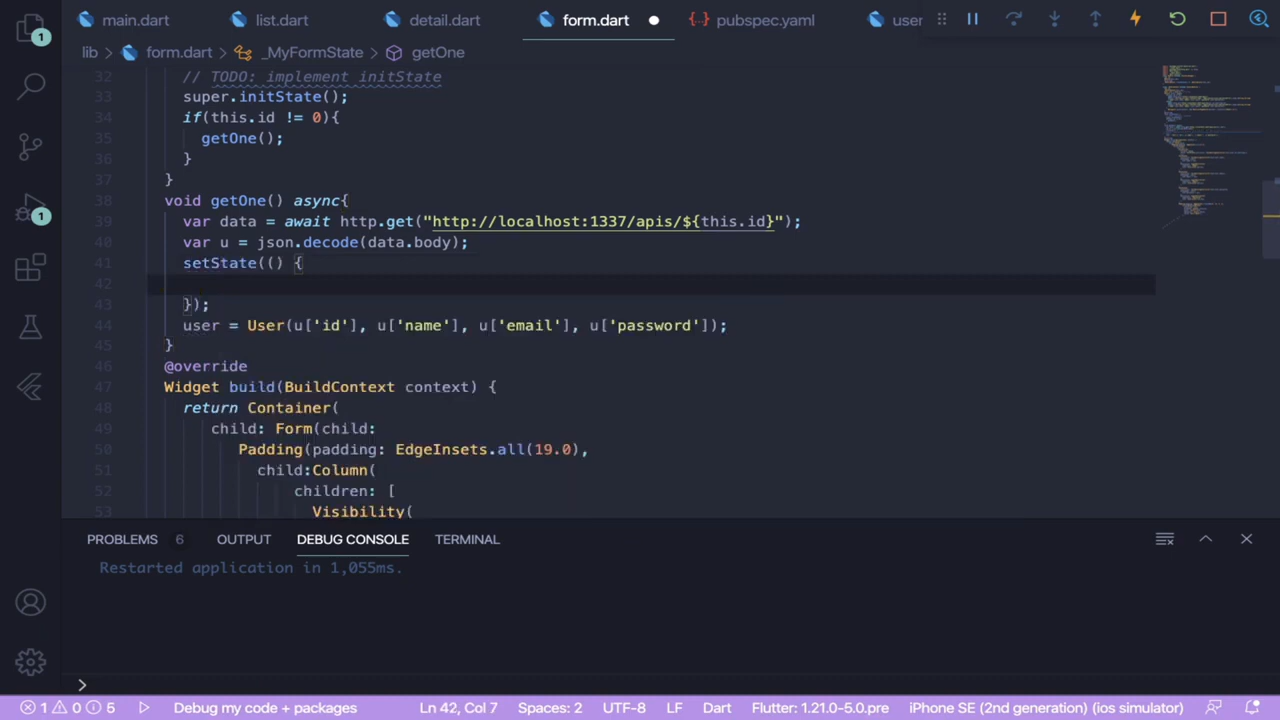 main.dart list.dart detail.dart form.dart pubspec.yaml user
lib form.dart _MyFormState getOne
32 // TODO: implement initState
33 super.initState();
34 if(this.id != 0){
35 getOne();
36 }
37 }
38 void getOne() async{
39 var data = await http.get("http://localhost:1337/apis/${this.id}");
40 var u = json.decode(data.body);
41 setState(() {
42
43 });
44 user = User(u['id'], u['name'], u['email'], u['password']);
45 }
46 @override
47 Widget build(BuildContext context) {
48 return Container(
49 child: Form(child:
50 Padding(padding: EdgeInsets.all(19.0),
51 child:Column(
52 children: [
53 Visibility(
1
1
PROBLEMS 6 OUTPUT DEBUG CONSOLE TERMINAL
Restarted application in 1,055ms.
>
1 0 5 Debug my code + packages Ln 42, Col 7 Spaces: 2 UTF-8 LF Dart Flutter: 1.21.0-5.0.pre iPhone SE (2nd generation) (ios simulator)